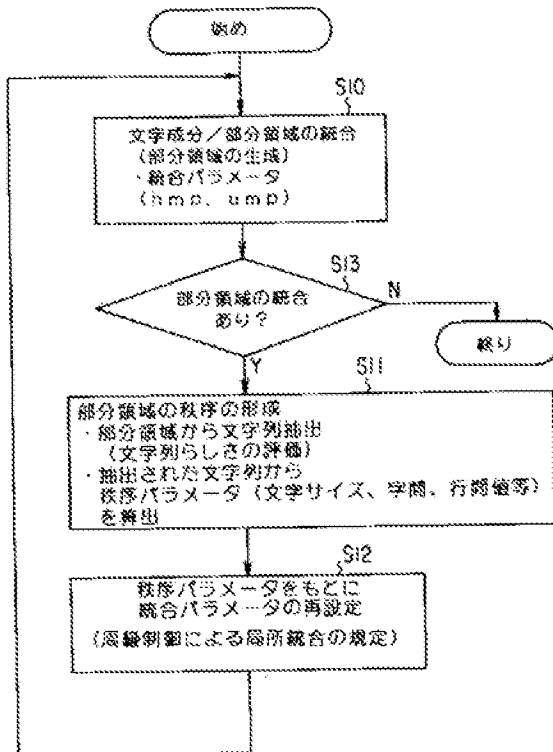 始め
S10
文字成分/部分領域の統合
(部分領域の生成)
・統合パラメータ
(hmp、ump)
S13
部分領域の統合
あり?
N
終り
Y
S11
部分領域の秩序の形成
・部分領域から文字列抽出
(文字列らしさの評価)
・抽出された文字列から
秩序パラメータ(文字サイズ、字間、行間値等)
を算出
S12
秩序パラメータをもとに
統合パラメータの再設定
制御による局所統合の規定)